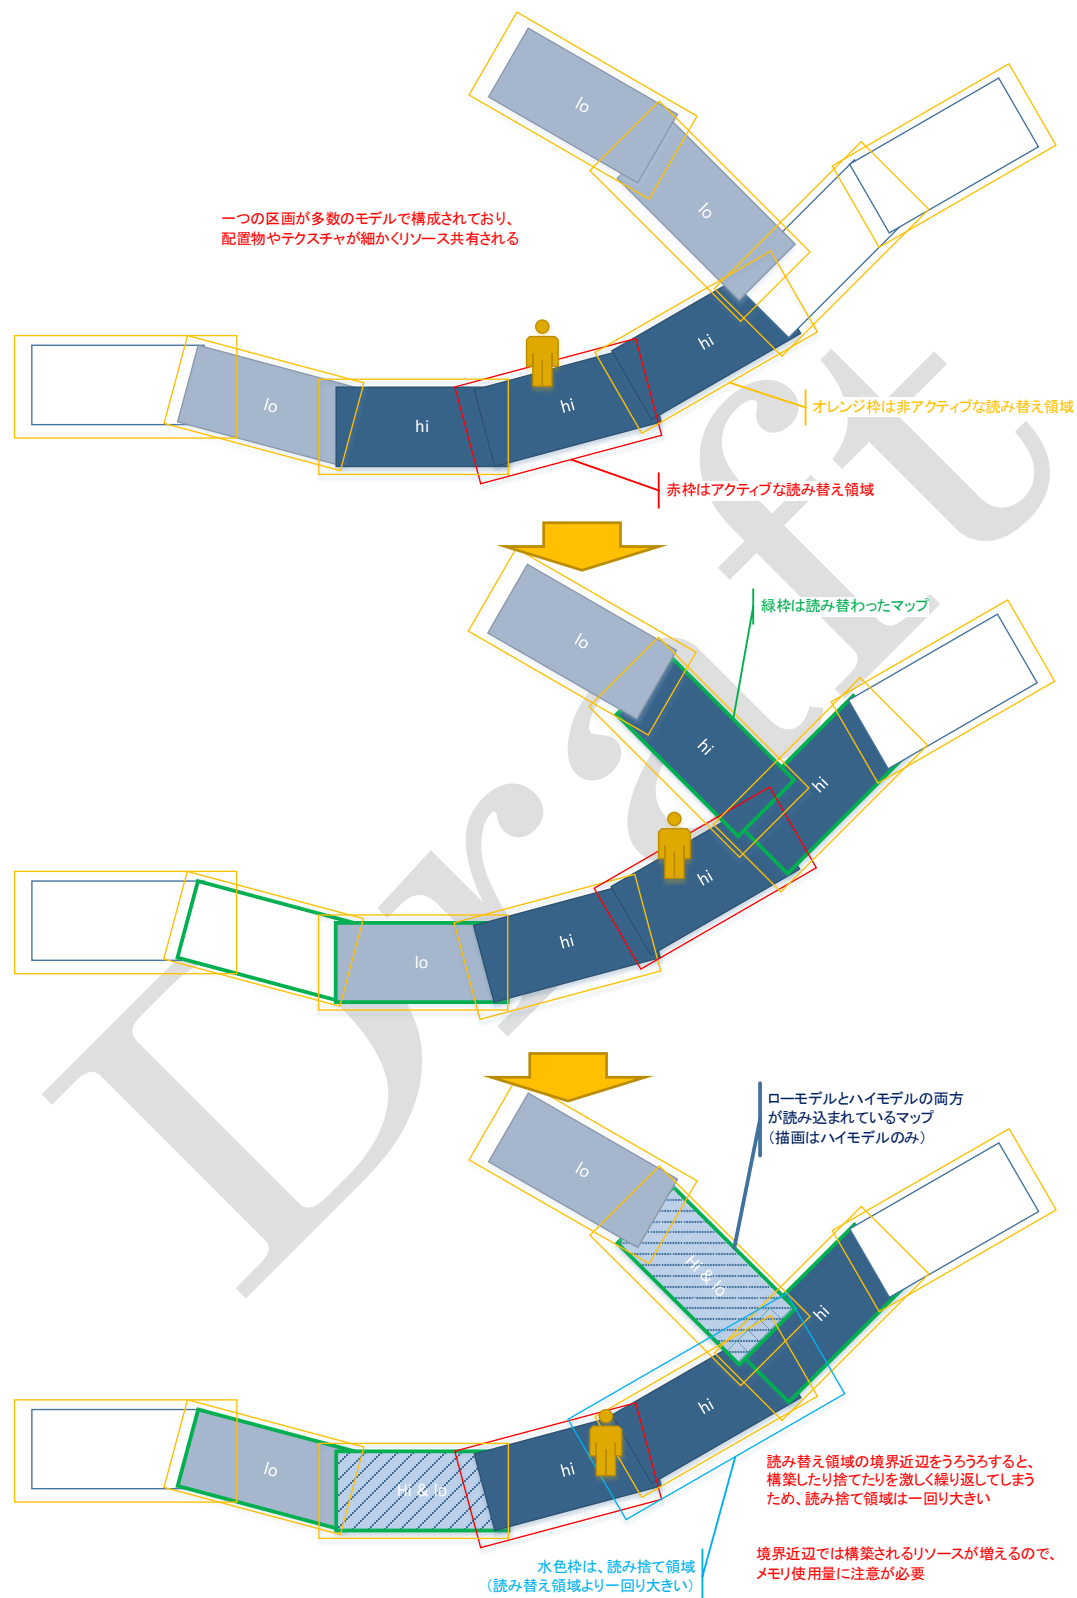 lo
lo
一つの区画が多数のモデルで構成されており、
配置物やテクスチャが細かくリソース共有される
hi
lo
hi
hi
オレンジ枠は非アクティブな読み替え領域
赤枠はアクティブな読み替え領域
緑枠は読み替わったマップ
lo
hi
hi
hi
hi
lo
ローモデルとハイモデルの両方
が読み込まれているマップ
（描画はハイモデルのみ）
lo
Hi & lo
hi
hi
lo
hi
Hi & lo
読み替え領域の境界近辺をうろうろすると、
構築したり捨てたりを激しく繰り返してしまう
ため、読み捨て領域は一回り大きい
境界近辺では構築されるリソースが増えるので、
メモリ使用量に注意が必要
水色枠は、読み捨て領域
（読み替え領域より一回り大きい）
Draft